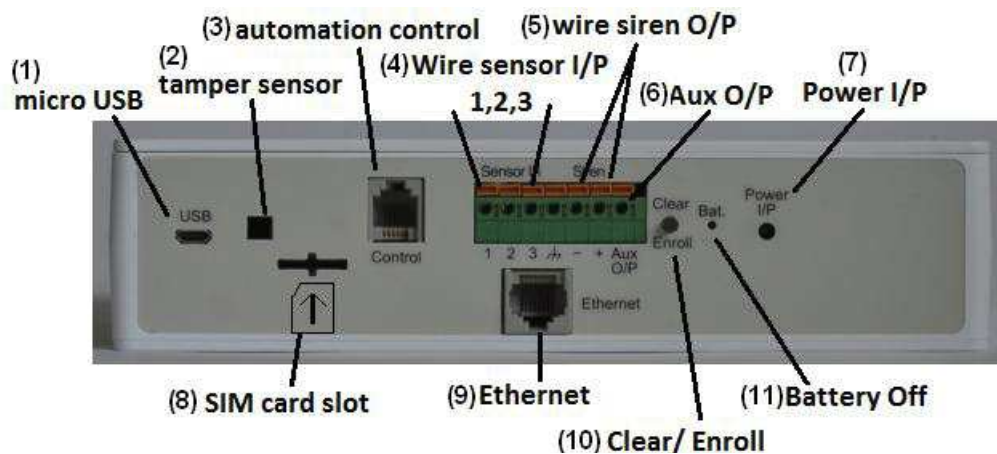 (3) automation control
(5) wire siren O/P
(2)
tamper sensor
(4) Wire sensor I/P
1,2,3
(1)
micro USB
(6) Aux O/P
(7)
Power I/P
Sensor In
Siren
USB
Control
1 2 3 - + Aux
O/P
Clear
Enroll
Bat.
Power
I/P
Ethernet
(8) SIM card slot
(9) Ethernet
(10) Clear/ Enroll
(11) Battery Off